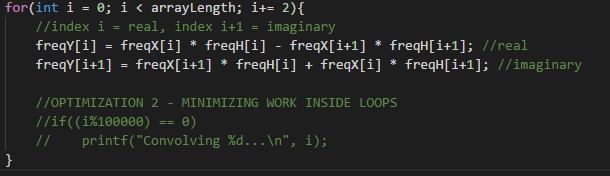 for(int i = 0; i < arrayLength; i+= 2){
//index i = real, index i+1 = imaginary
freqY[i] = freqX[i] * freqH[i] - freqX[i+1] * freqH[i+1]; //real
freqY[i+1] = freqX[i+1] * freqH[i] + freqX[i] * freqH[i+1]; //imaginary
//OPTIMIZATION 2 - MINIMIZING WORK INSIDE LOOPS
//if((i%100000) == 0)
//    printf("Convolving %d...\n", i);
}